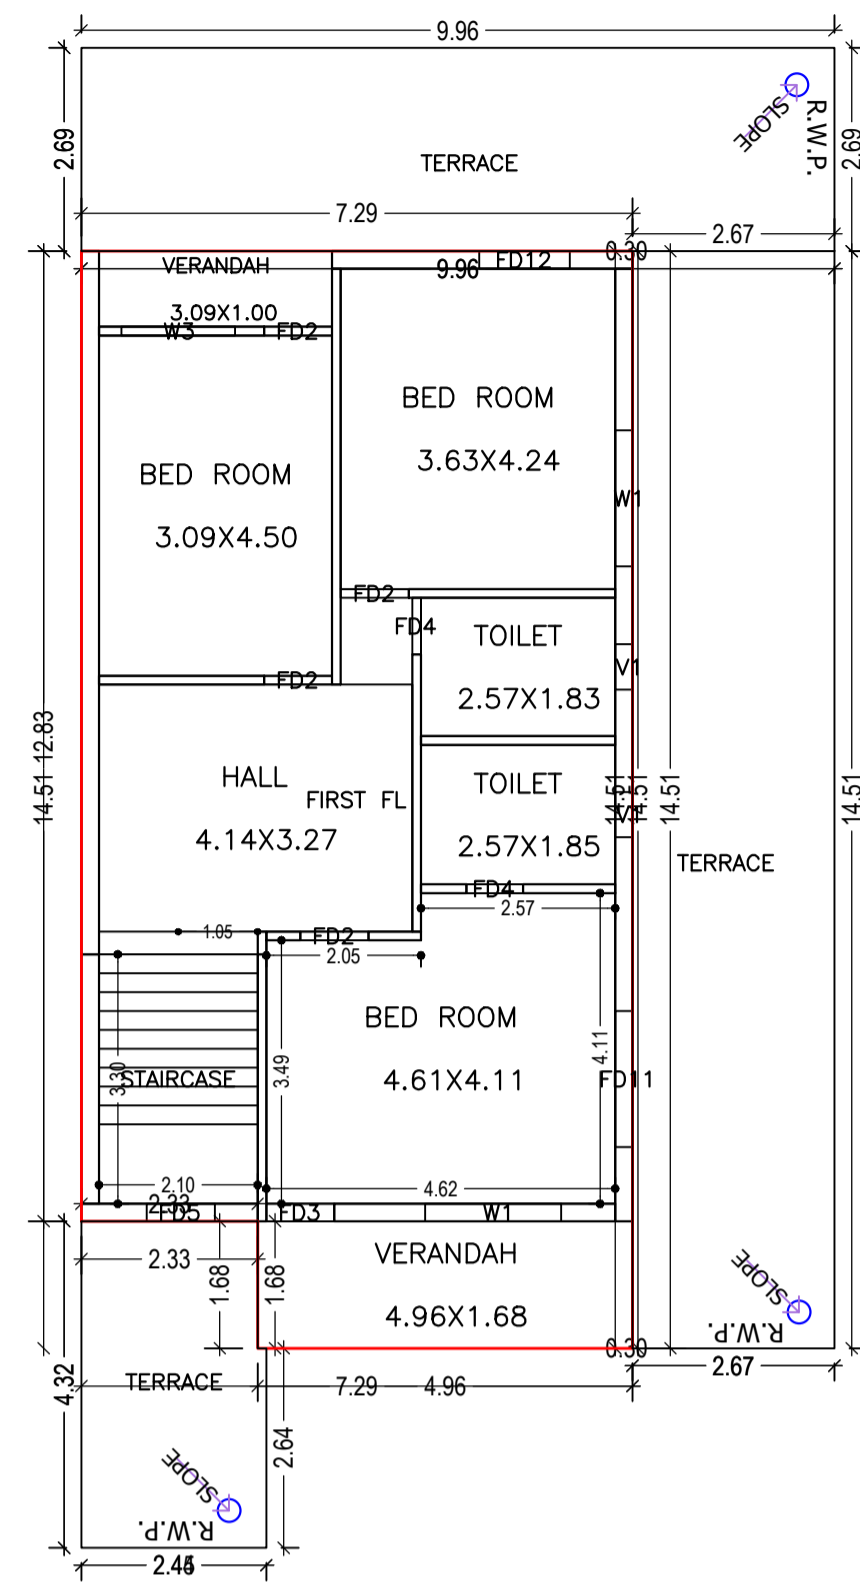 9.96
2.69
SLOPE
R.W.P.
2.69
TERRACE
7.29
2.67
0.30
VERANDAH
3.09X1.00
9.96
FD12
W3
FD2
BED ROOM
3.63X4.24
BED ROOM
3.09X4.50
W1
FD2
FD4
TOILET
2.57X1.83
V1
FD2
HALL
4.14X3.27
FIRST FL
TOILET
2.57X1.85
V1
14.51
12.83
14.51
14.51
14.51
14.51
TERRACE
FD4
2.57
1.05
FD2
2.05
BED ROOM
4.61X4.11
3.49
4.11
3.30
STAIRCASE
FD11
2.10
4.62
2.33
FD5
FD3
W1
2.33
1.68
1.68
VERANDAH
4.96X1.68
SLOPE
R.W.P.
0.30
2.67
4.32
TERRACE
7.29
4.96
2.64
SLOPE
R.W.P.